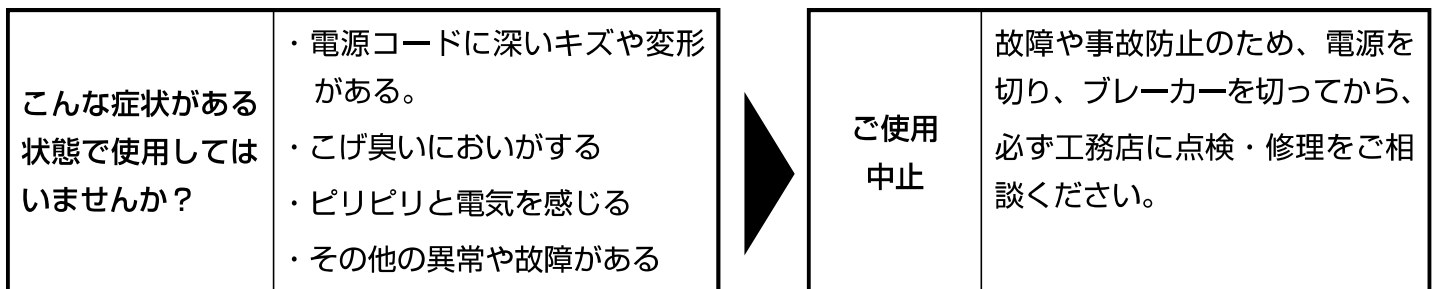 こんな症状がある
状態で使用しては
いませんか？
・電源コードに深いキズや変形
がある。
・こげ臭いにおいがする
・ピリピリと電気を感じる
・その他の異常や故障がある
ご使用
中止
故障や事故防止のため、電源を
切り、ブレーカーを切ってから、
必ず工務店に点検・修理をご相
談ください。